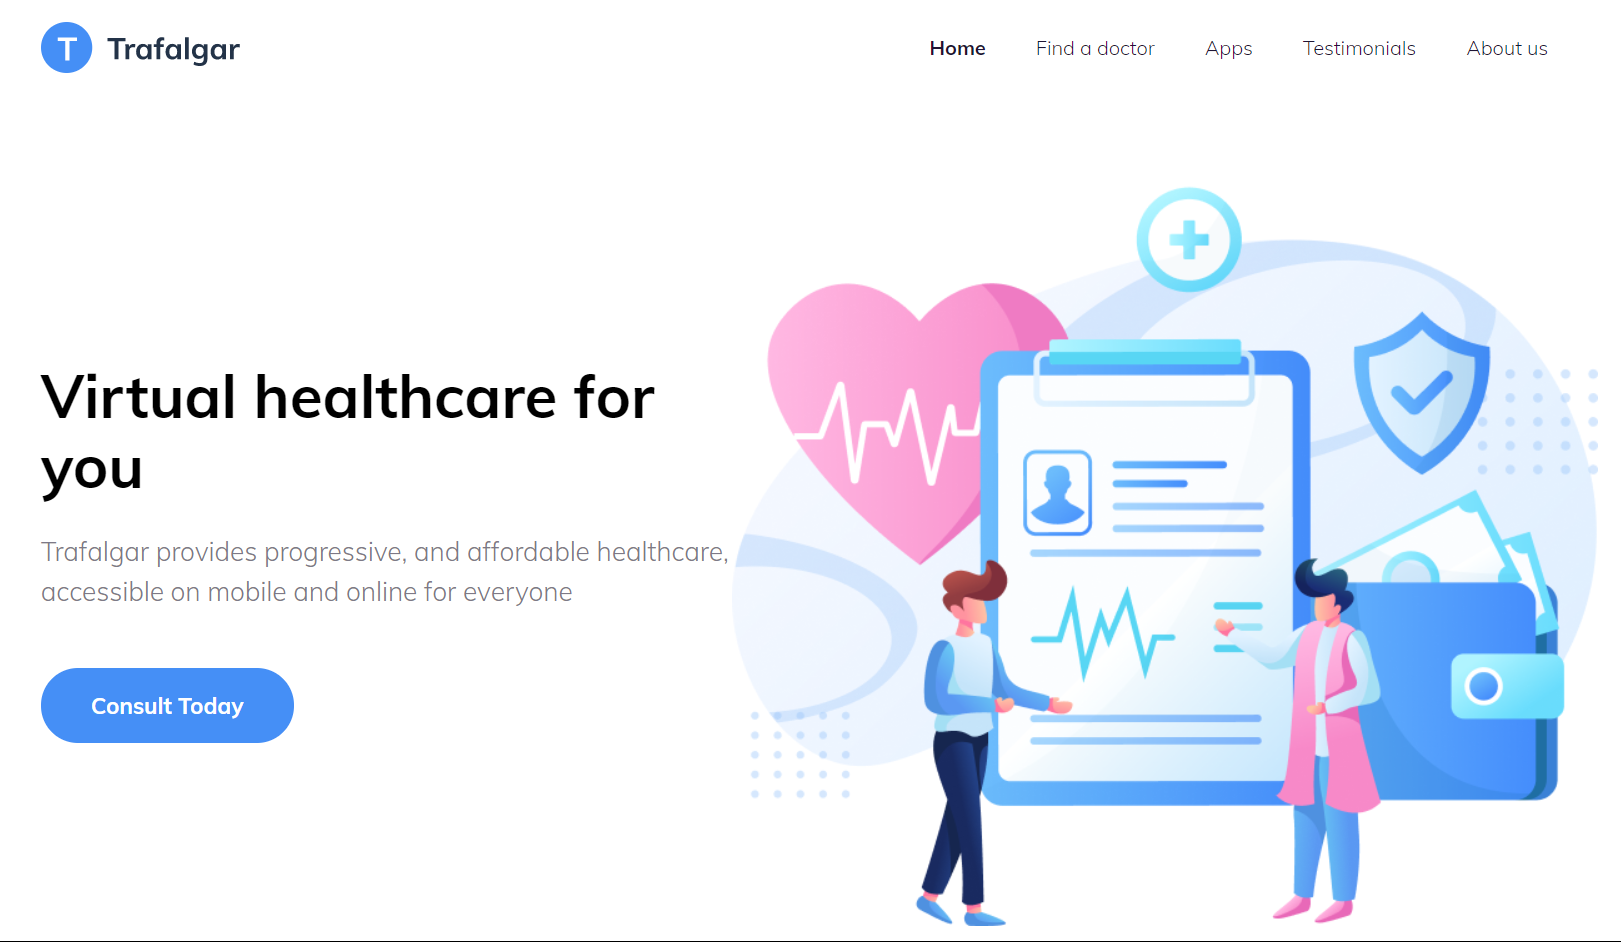 T Trafalgar
Home Find a doctor Apps Testimonials About us
Virtual healthcare for
you
Trafalgar provides progressive, and affordable healthcare,
accessible on mobile and online for everyone
Consult Today